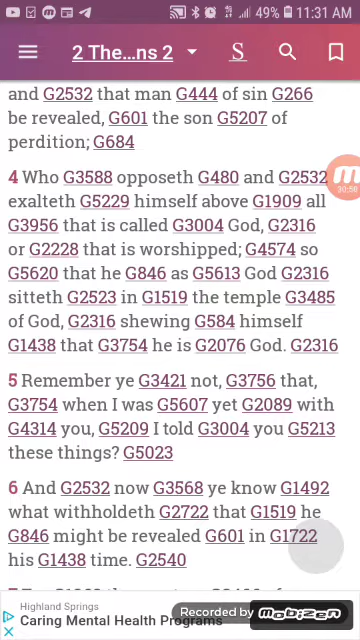 49% 11:31 AM
2 The...ns 2 S
and G2532 that man G444 of sin G266
be revealed, G601 the son G5207 of
perdition; G684
4 Who G3588 opposeth G480 and G2532
exalteth G5229 himself above G1909 all
G3956 that is called G3004 God, G2316
or G2228 that is worshipped; G4574 so
G5620 that he G846 as G5613 God G2316
sitteth G2523 in G1519 the temple G3485
of God, G2316 shewing G584 himself
G1438 that G3754 he is G2076 God. G2316
5 Remember ye G3421 not, G3756 that,
G3754 when I was G5607 yet G2089 with
G4314 you, G5209 I told G3004 you G5213
these things? G5023
6 And G2532 now G3568 ye know G1492
what withholdeth G2722 that G1519 he
G846 might be revealed G601 in G1722
his G1438 time. G2540
30:50
Highland Springs
Caring Mental Health Programs
Recorded by mobizen